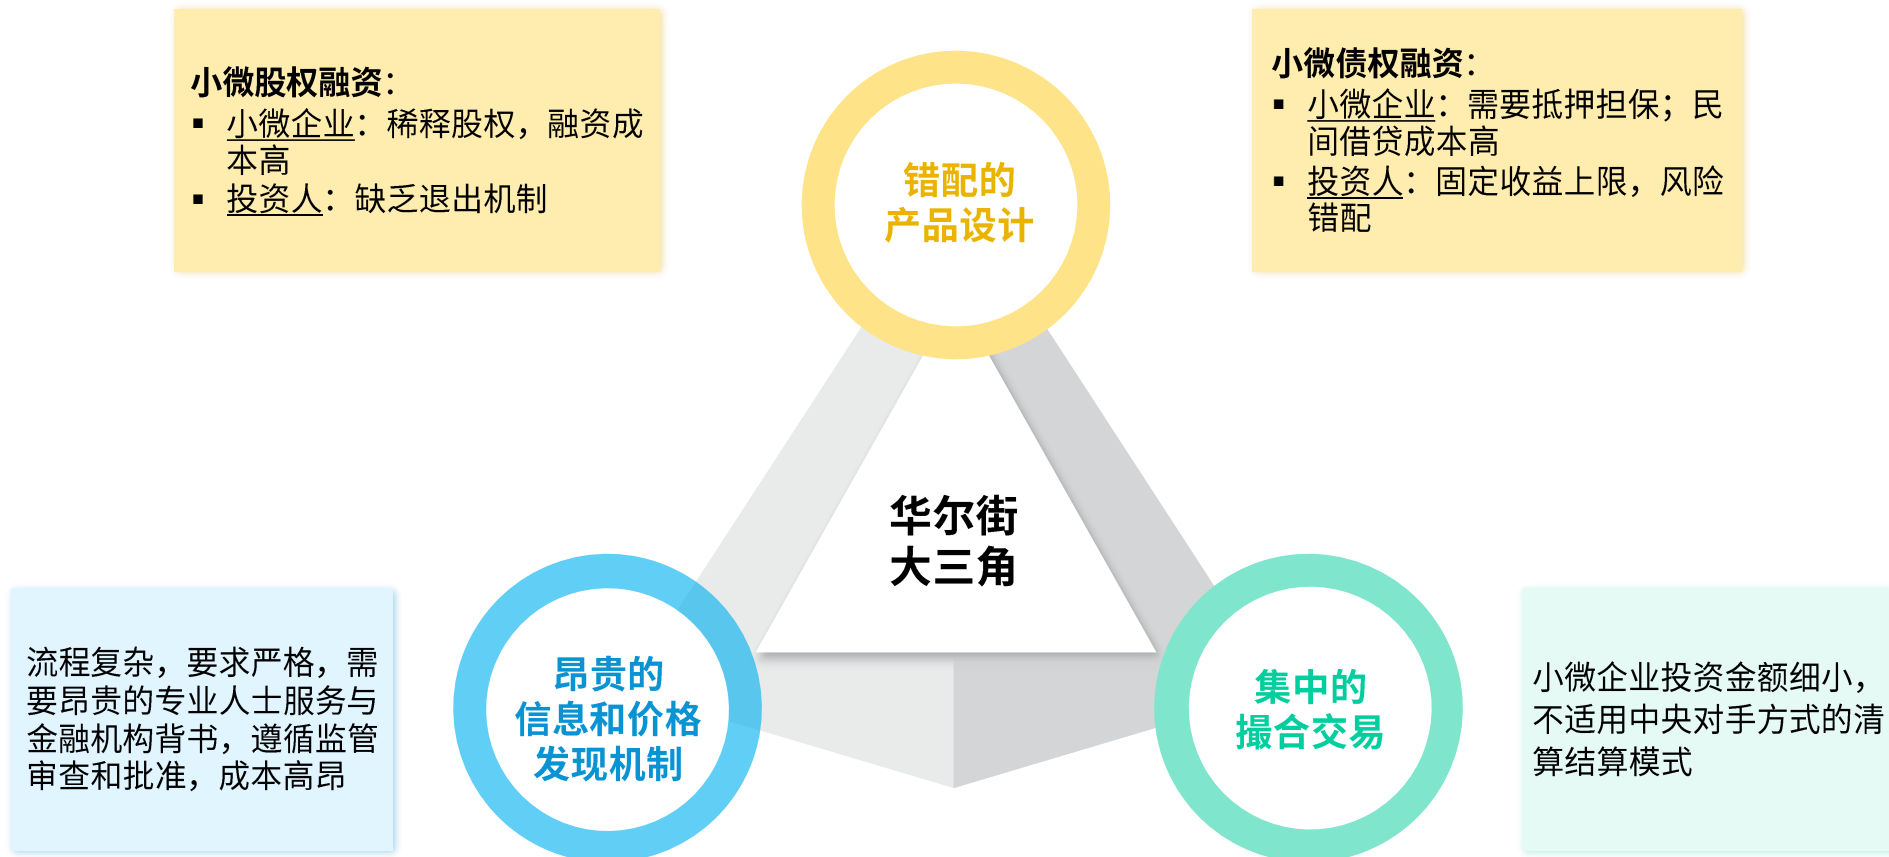 小微股权融资：
▪ 小微企业：稀释股权，融资成
本高
▪ 投资人：缺乏退出机制
小微债权融资：
▪ 小微企业：需要抵押担保；民
间借贷成本高
▪ 投资人：固定收益上限，风险
错配
错配的
产品设计
华尔街
大三角
流程复杂，要求严格，需
要昂贵的专业人士服务与
金融机构背书，遵循监管
审查和批准，成本高昂
昂贵的
信息和价格
发现机制
集中的
撮合交易
小微企业投资金额细小，
不适用中央对手方式的清
算结算模式